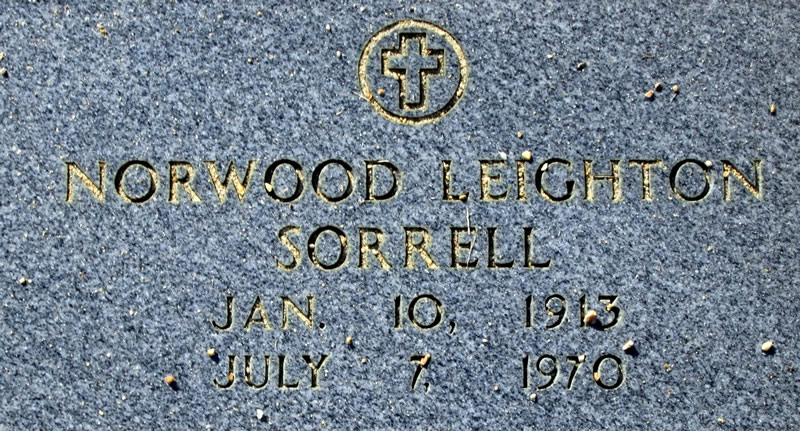 NORWOOD LEIGHTON
SORRELL
JAN. 10, 1913
JULY 7, 1970